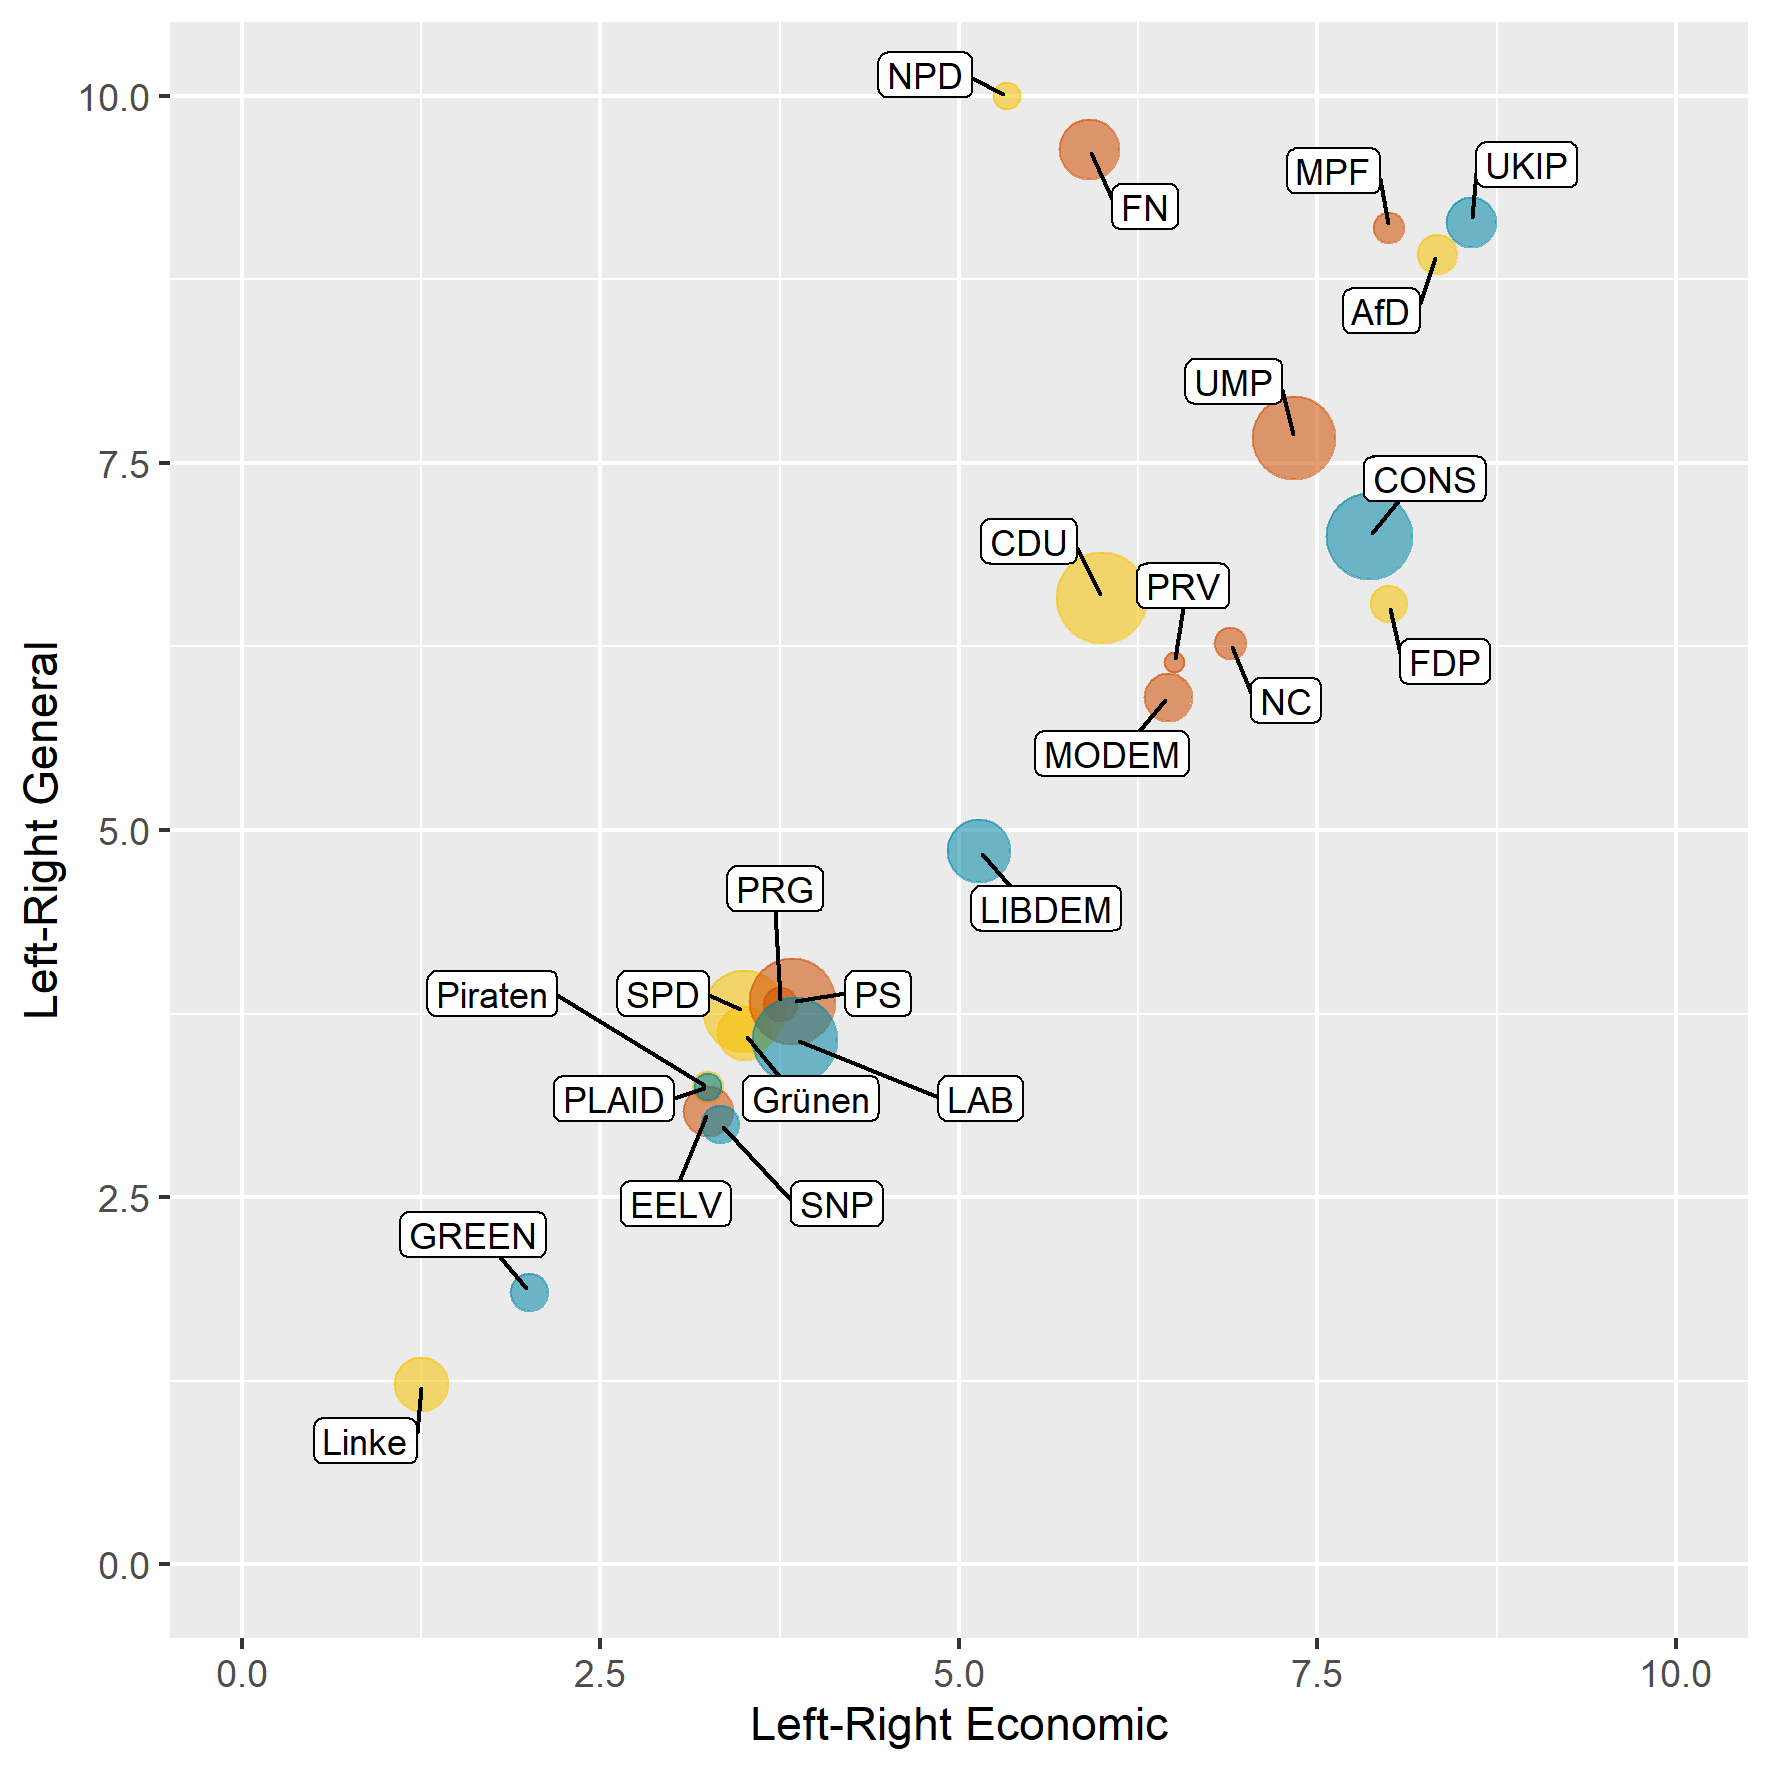 NPD
10.0
UKIP
MPF
FN
AfD
UMP
7.5
CONS
CDU
PRV
FDP
NC
MODEM
Left-Right General
5.0
PRG
LIBDEM
Piraten
SPD
PS
PLAID
Grünen
LAB
2.5
EELV
SNP
GREEN
Linke
0.0
0.0 2.5 5.0 7.5 10.0
Left-Right Economic